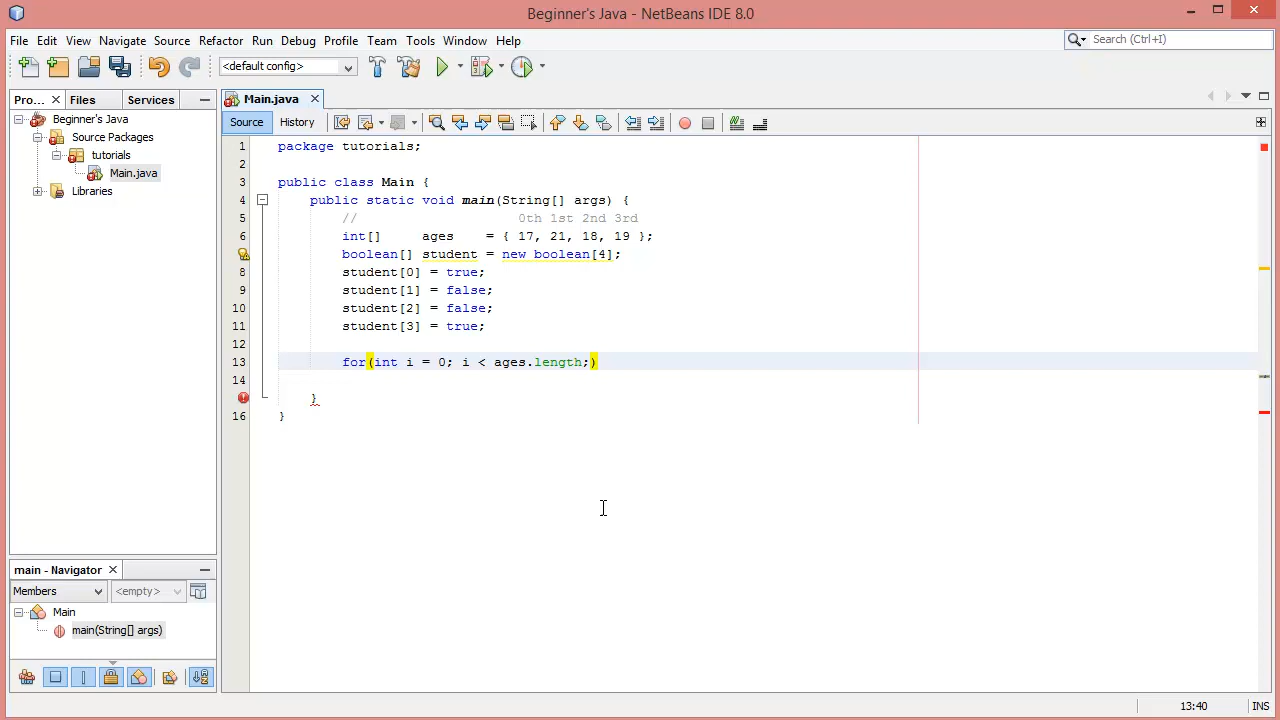 Beginner's Java - NetBeans IDE 8.0
File Edit View Navigate Source Refactor Run Debug Profile Team Tools Window Help
Search (Ctrl+I)
<default config>
Pro... Files Services
Main.java
Source History
Beginner's Java
Source Packages
tutorials
Main.java
Libraries
1 package tutorials;
2
3 public class Main {
4 public static void main(String[] args) {
5 // 0th 1st 2nd 3rd
6 int[] ages = { 17, 21, 18, 19 };
boolean[] student = new boolean[4];
8 student[0] = true;
9 student[1] = false;
10 student[2] = false;
11 student[3] = true;
12
13 for(int i = 0; i < ages.length;)
14
}
16 }
main - Navigator
Members <empty>
Main
main(String[] args)
13:40 INS